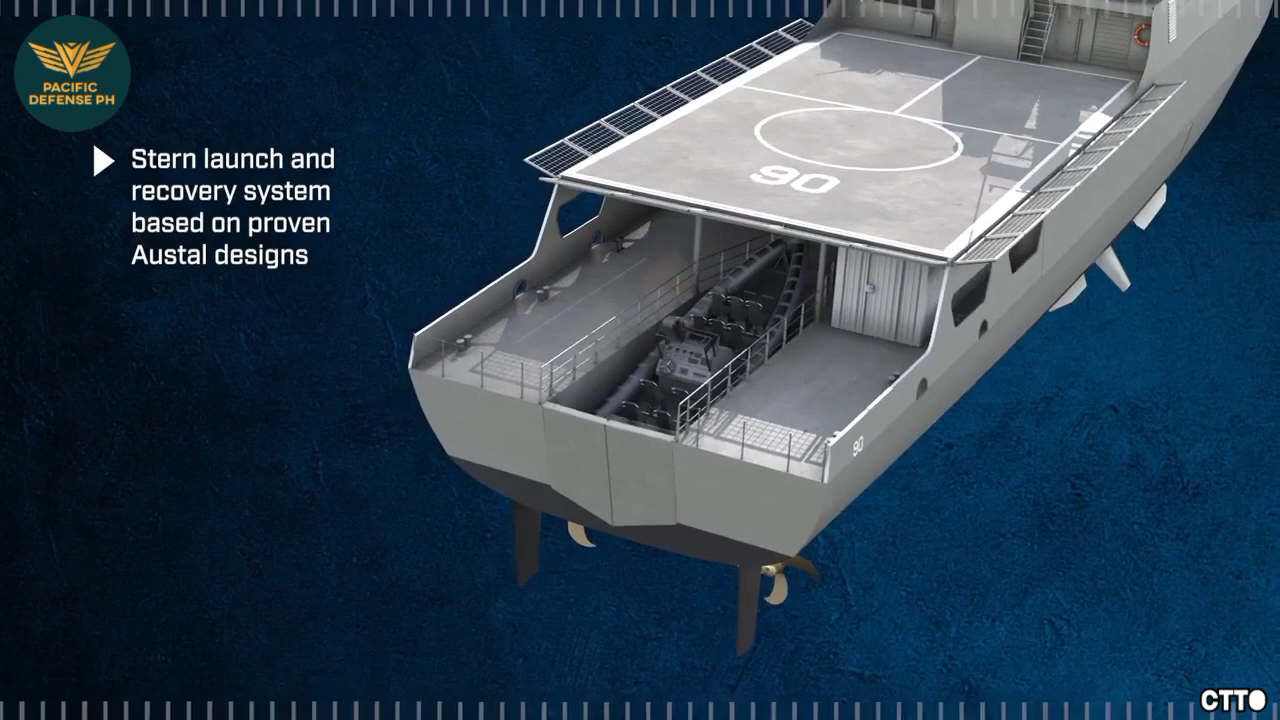 PACIFIC
DEFENSE PH
Stern launch and
recovery system
based on proven
Austal designs
90
90
CTTO